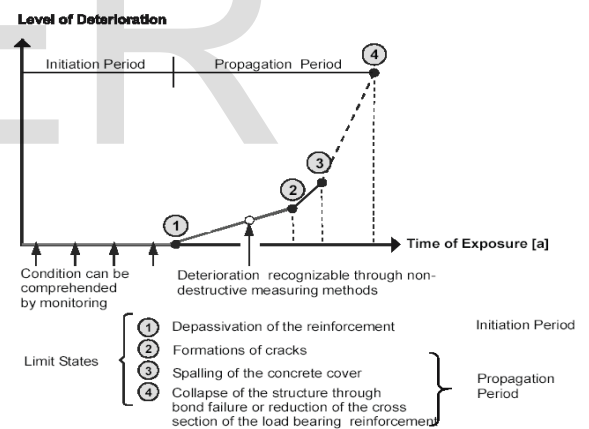 Level of Deterioration
Initiation Period
Propagation Period
4
3
2
1
Time of Exposure [a]
Condition can be
comprehended
by monitoring
Deterioration recognizable through non-
destructive measuring methods
Limit States
1 Depassivation of the reinforcement
Initiation Period
2 Formations of cracks
3 Spalling of the concrete cover
4 Collapse of the structure through
bond failure or reduction of the cross
section of the load bearing reinforcement
Propagation
Period
ER